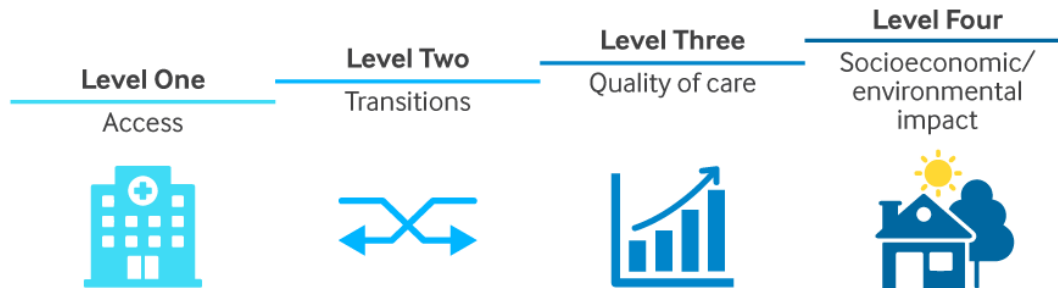 Level One
Access
Level Two
Transitions
Level Three
Quality of care
Level Four
Socioeconomic/
environmental
impact